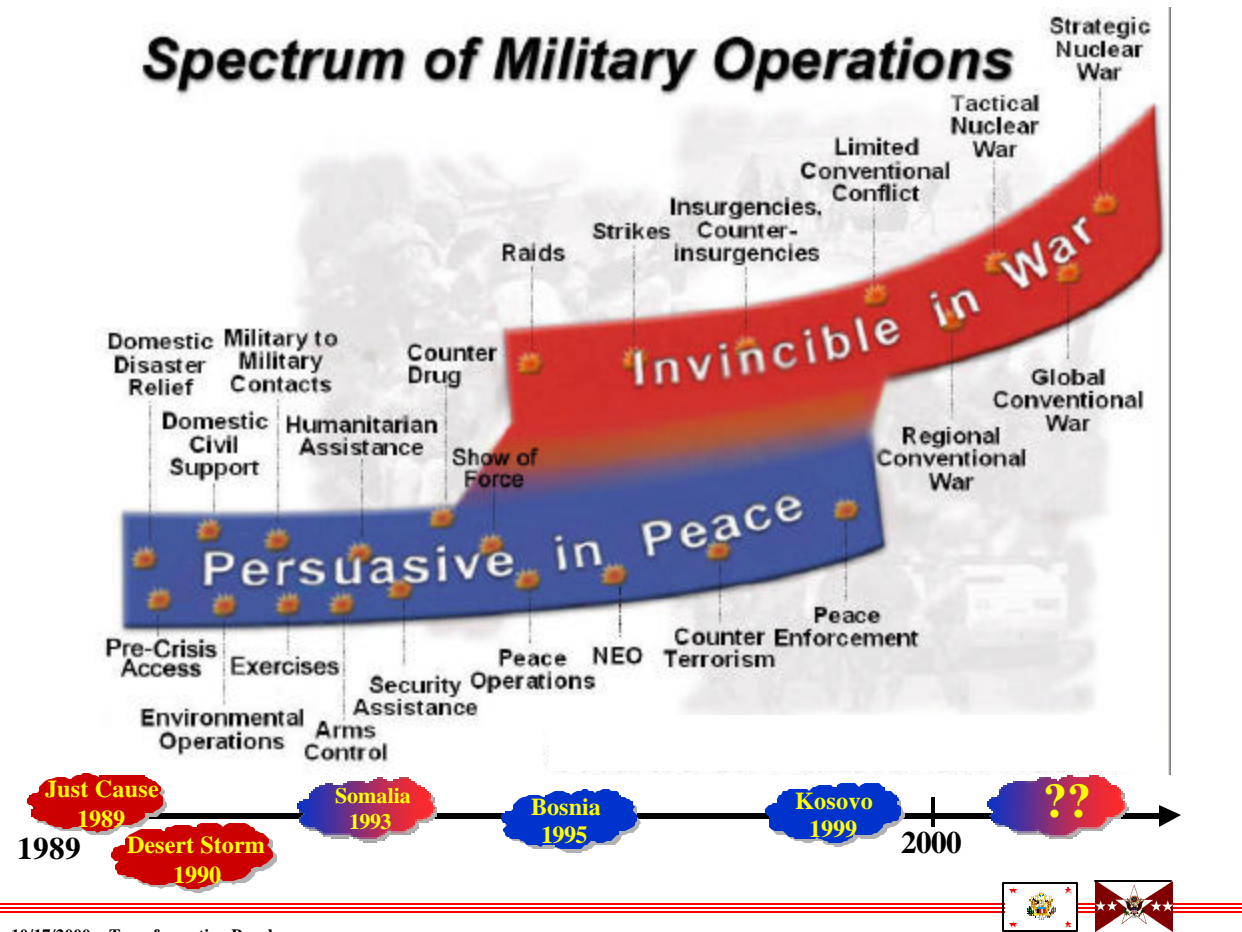 Spectrum of Military Operations
Strategic
Nuclear
War
Tactical
Nuclear
War
Limited
Conventional
Conflict
Insurgencies,
Counter-
insurgencies
Strikes
Raids
Domestic
Disaster
Relief
Military to
Military
Contacts
Counter
Drug
Domestic
Civil
Support
Humanitarian
Assistance
Show of
Force
Invincible in War
Global
Conventional
War
Regional
Conventional
War
Persuasive in Peace
Pre-Crisis
Access
Environmental
Operations
Exercises
Arms
Control
Security
Assistance
Peace
Operations
NEO
Counter
Terrorism
Peace
Enforcement
Just Cause
1989
1989
Desert Storm
1990
Somalia
1993
Bosnia
1995
Kosovo
1999
2000
??
10/17/2000